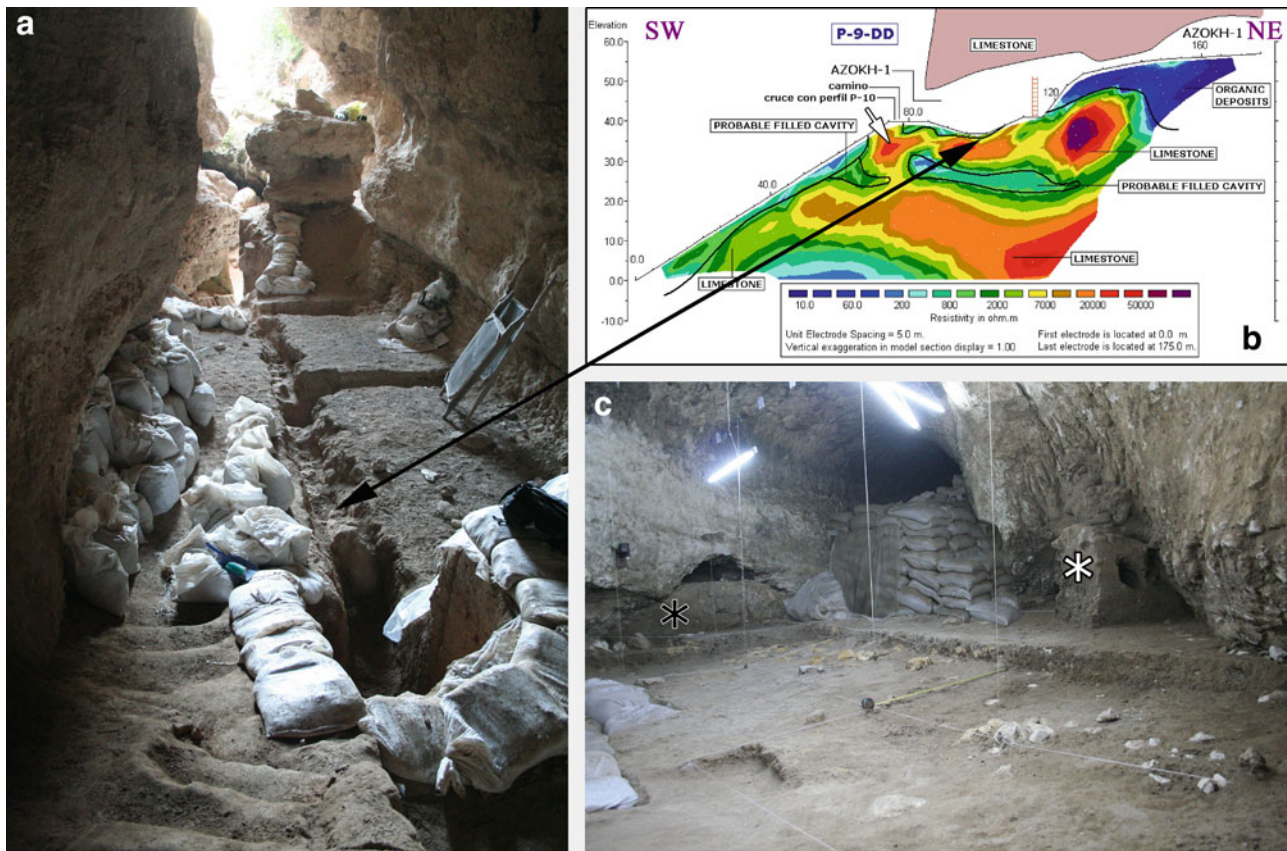 a
Elevation
SW
P-9-DD
AZOKH-1
NE
60.0
50.0
40.0
30.0
20.0
10.0
0.0
-10.0
LIMESTONE
160
AZOKH-1
camino
cruce con perfil P-10
80.0
120
ORGANIC
DEPOSITS
PROBABLE FILLED CAVITY
LIMESTONE
40.0
PROBABLE FILLED CAVITY
0.0
LIMESTONE
LIMESTONE
10.0 60.0 200 800 2000 7000 20000 50000
Resistivity in ohm.m
Unit Electrode Spacing = 5.0 m.
First electrode is located at 0.0 m.
Vertical exaggeration in model section display = 1.00
Last electrode is located at 175.0 m.
b
c
*
*